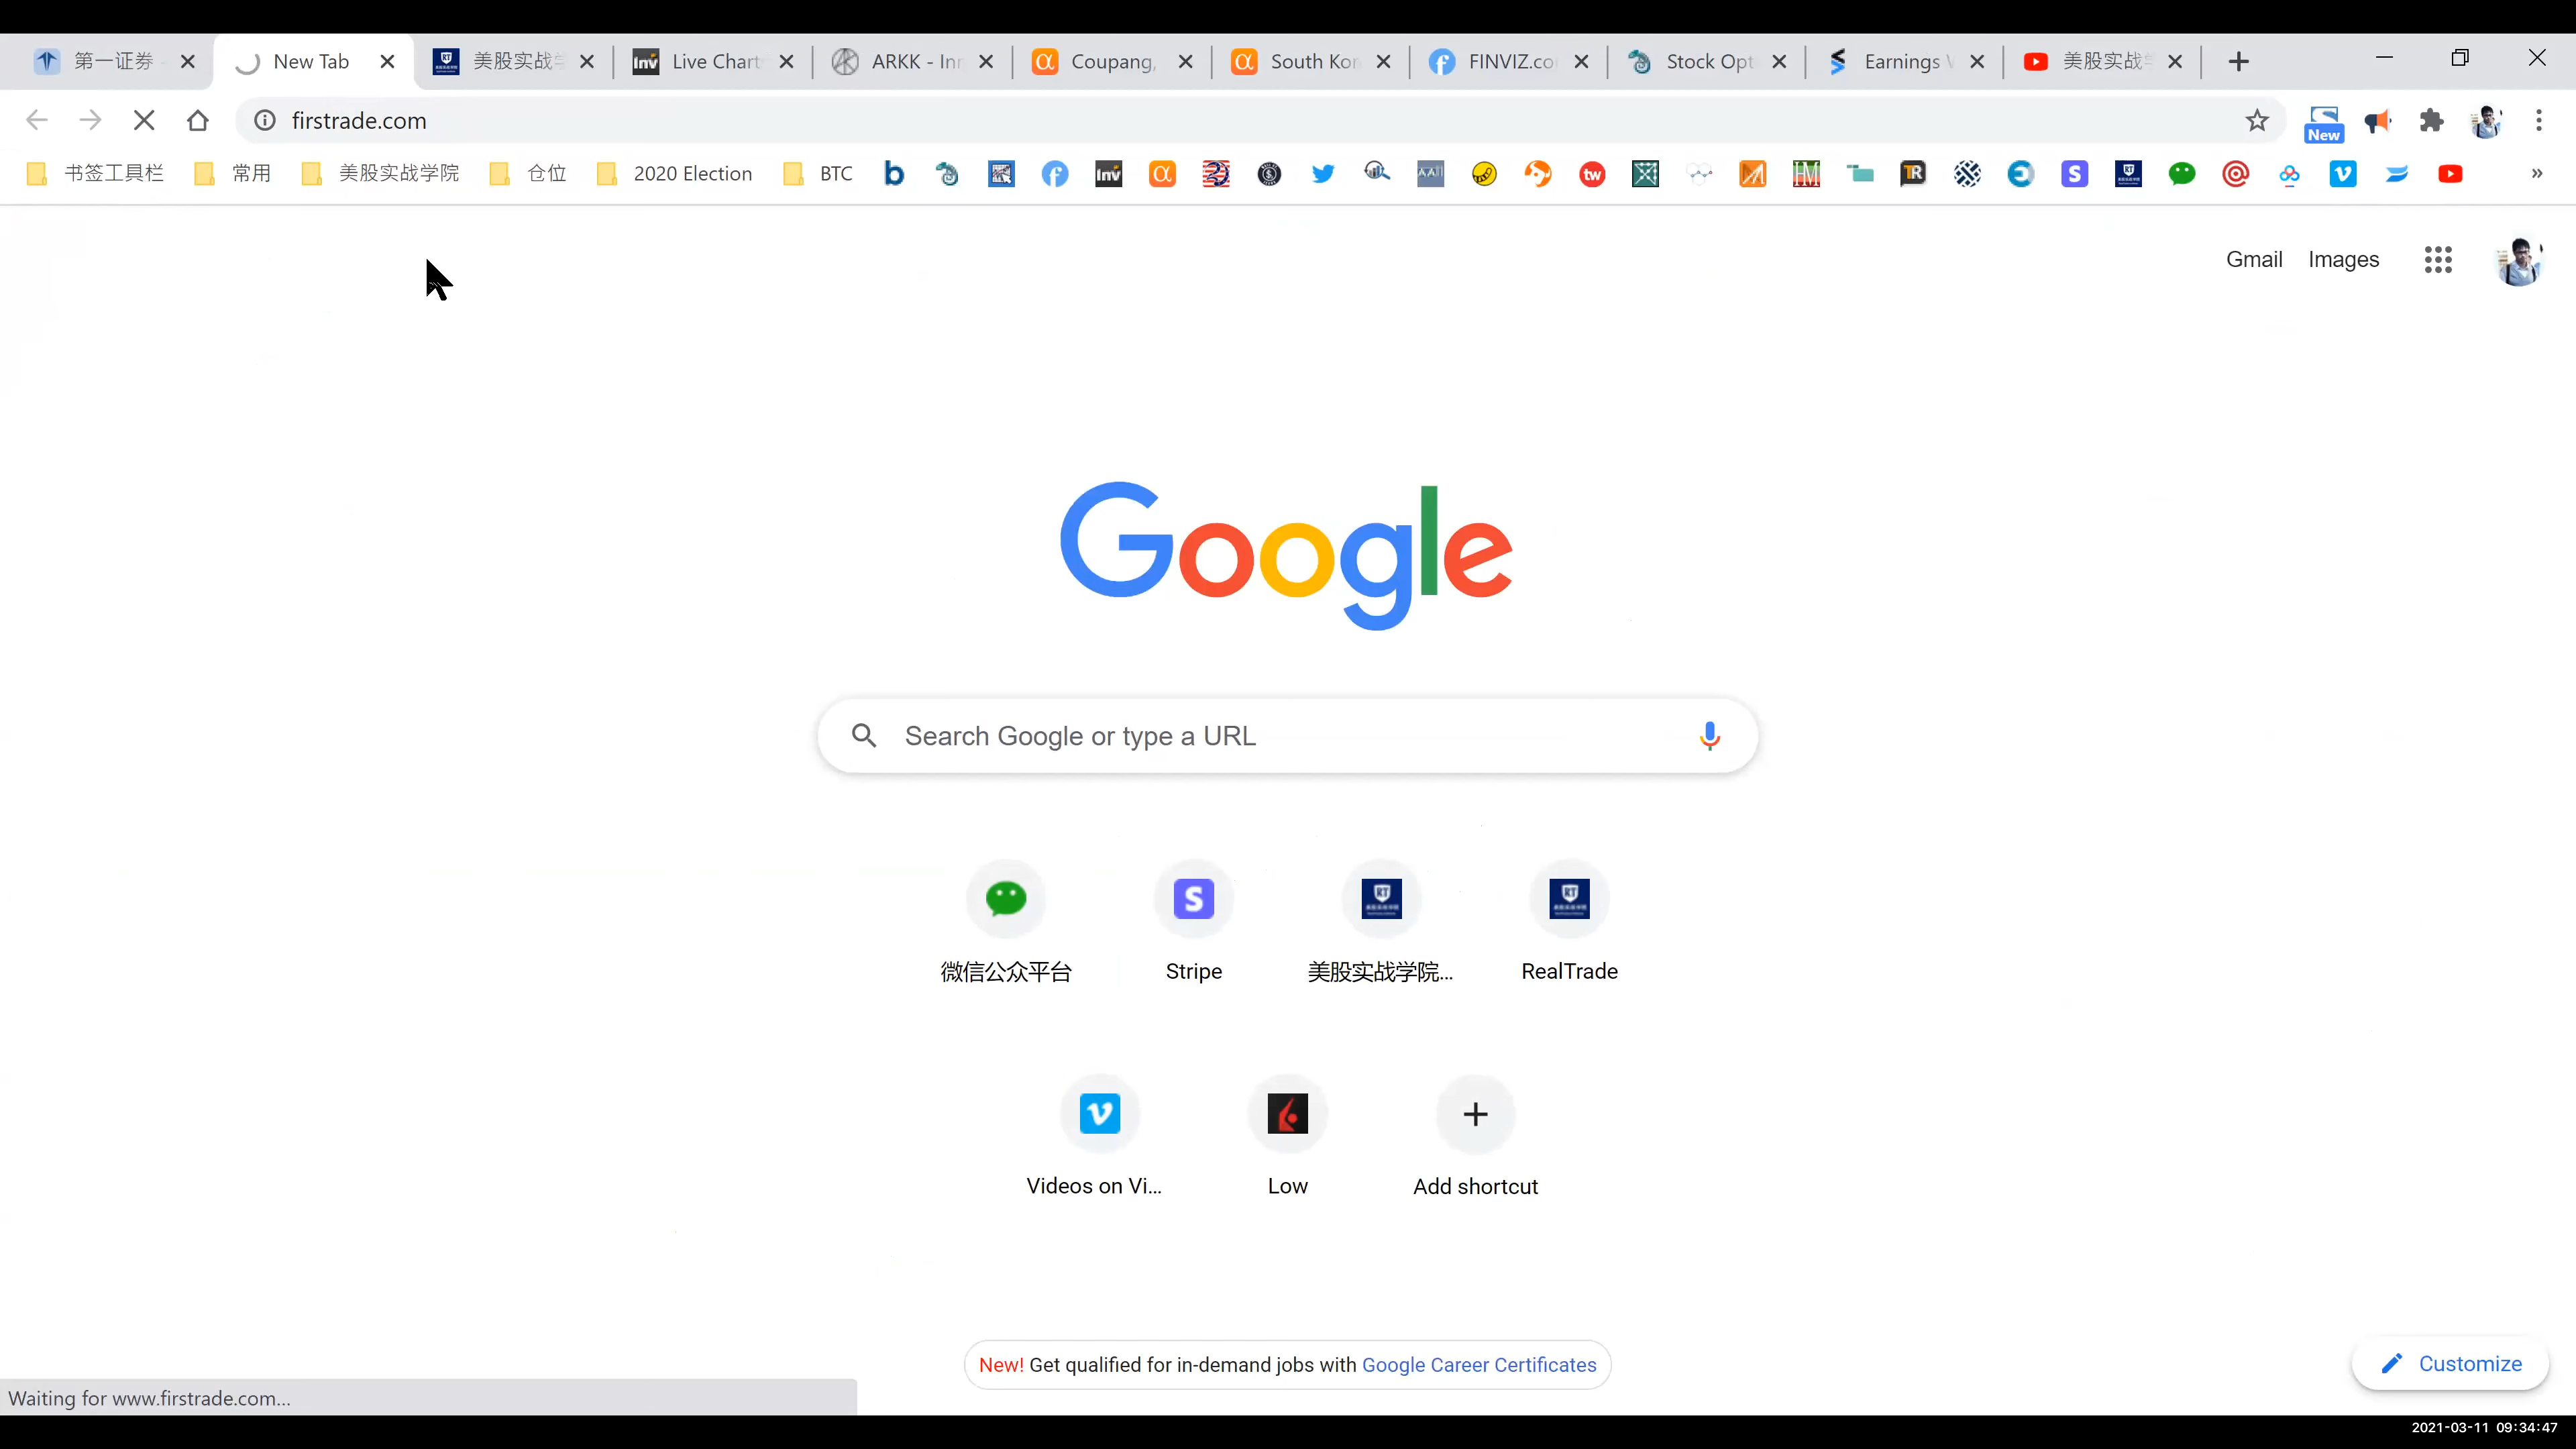 第一证券 New Tab 美股实战 Live Chart ARKK - Inn Coupang, South Kor FINVIZ.co Stock Opt Earnings 美股实战
firstrade.com New
书签工具栏 常用 美股实战学院 仓位 2020 Election BTC »
Gmail Images
Google
Search Google or type a URL
微信公众平台 Stripe 美股实战学院... RealTrade
Videos on Vi... Low Add shortcut
New! Get qualified for in-demand jobs with Google Career Certificates
Customize
Waiting for www.firstrade.com...
2021-03-11 09:34:47